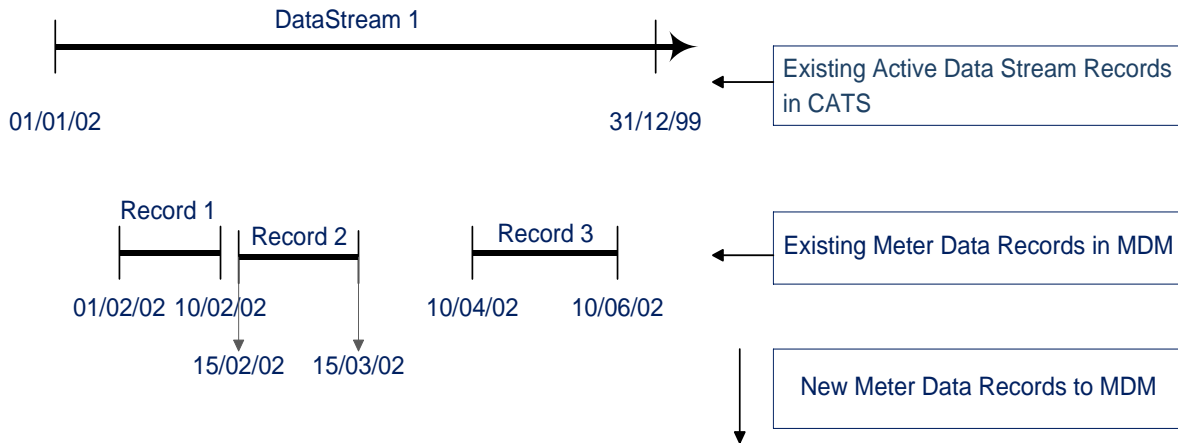 DataStream 1
Existing Active Data Stream Records
in CATS
01/01/02
31/12/99
Record 1
Record 2
Record 3
Existing Meter Data Records in MDM
01/02/02
10/02/02
10/04/02
10/06/02
15/02/02
15/03/02
New Meter Data Records to MDM